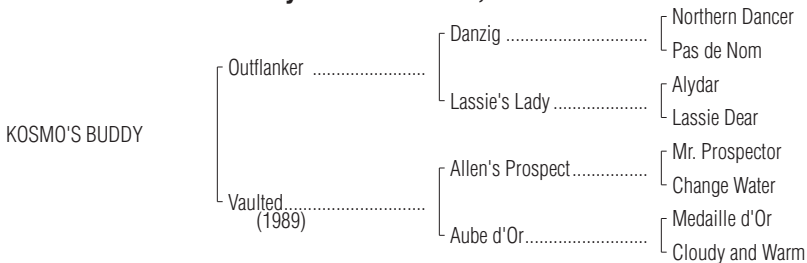 Northern Dancer
Danzig ................................
Pas de Nom
Outflanker .........................
Alydar
Lassie's Lady .....................
Lassie Dear
KOSMO'S BUDDY
Mr. Prospector
Allen's Prospect.................
Change Water
Vaulted................................
(1989)
Medaille d'Or
Aube d'Or...........................
Cloudy and Warm